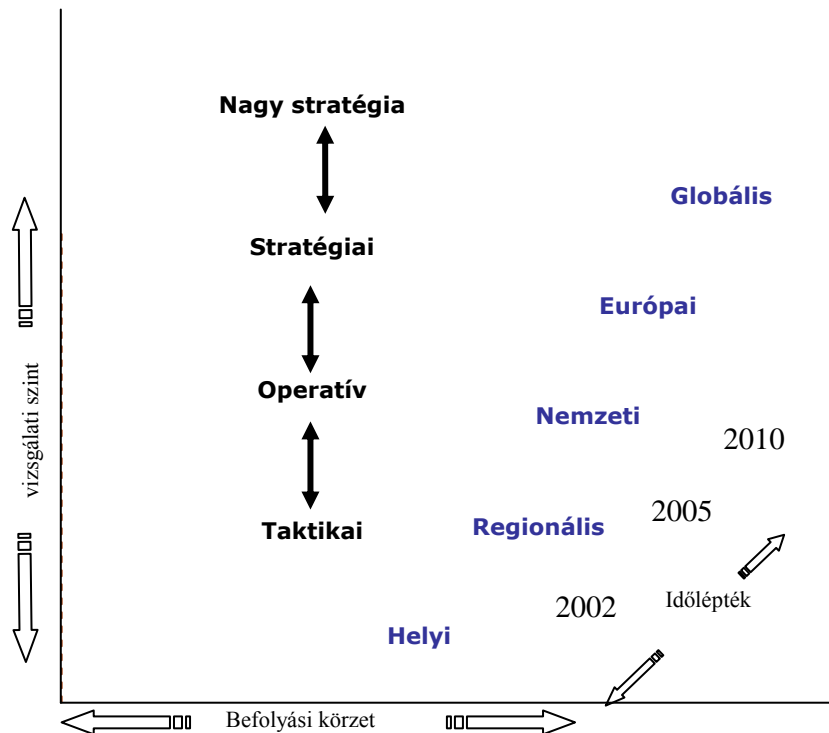 Nagy stratégia
Globális
Stratégiai
Európai
Operatív
Nemzeti
2010
vizsgálati szint
2005
Regionális
Taktikai
Időlépték
2002
Helyi
Befolyási körzet